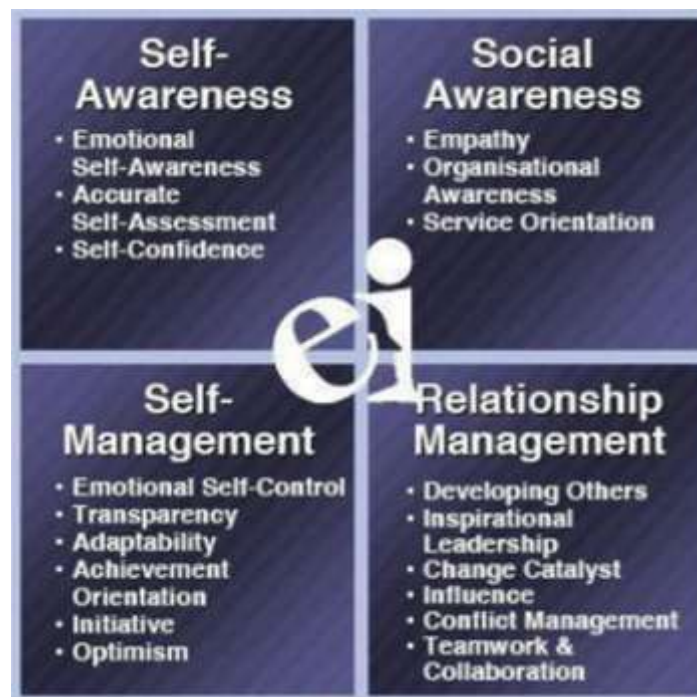 Self-
Awareness
• Emotional
Self-Awareness
• Accurate
Self-Assessment
• Self-Confidence
Social
Awareness
• Empathy
• Organisational
Awareness
• Service Orientation
ei
Self-
Management
• Emotional Self-Control
• Transparency
• Adaptability
• Achievement
Orientation
• Initiative
• Optimism
Relationship
Management
• Developing Others
• Inspirational
Leadership
• Change Catalyst
• Influence
• Conflict Management
• Teamwork &
Collaboration